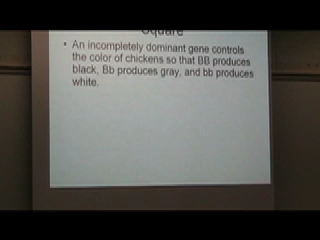 Square
• An incompletely dominant gene controls
the color of chickens so that BB produces
black, Bb produces gray, and bb produces
white.